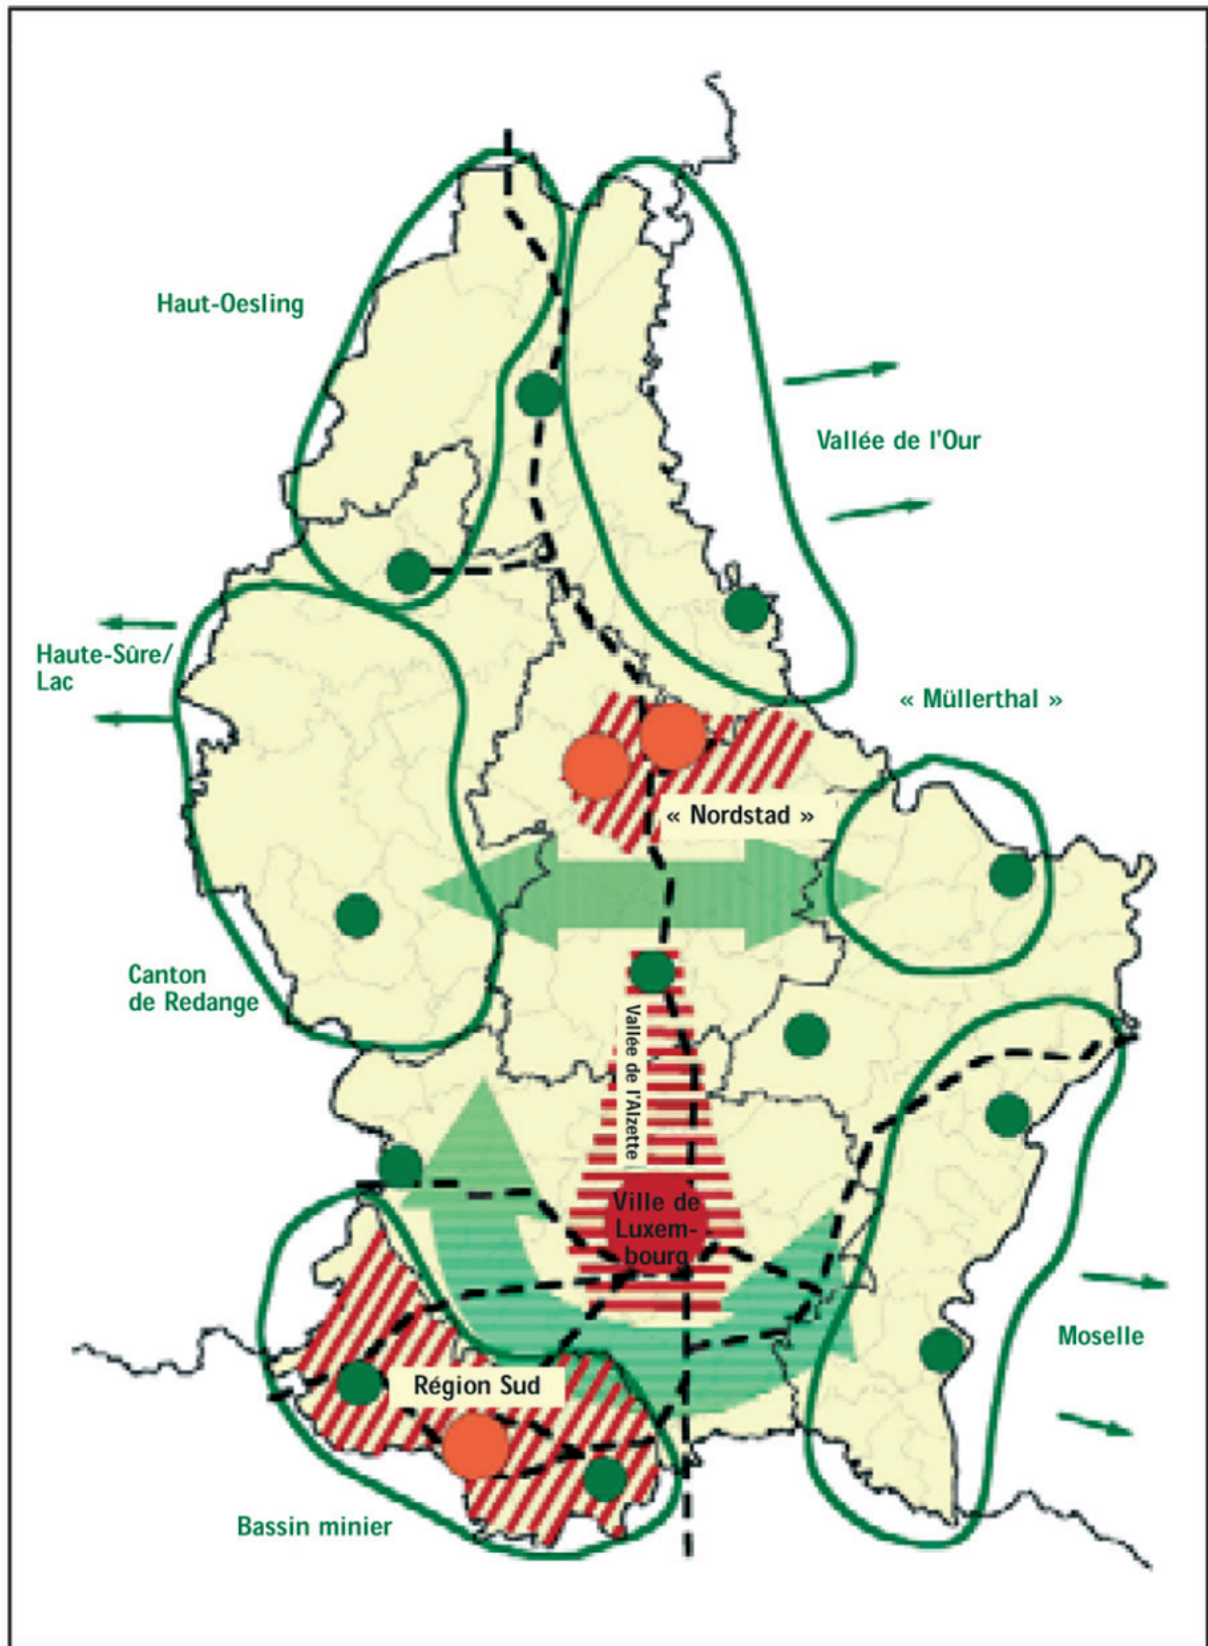 Haut-Oesling
Vallée de l'Our
Haute-Sûre/
Lac
« Müllerthal »
« Nordstad »
Canton
de Redange
Vallée de l'Alzette
Ville de
Luxem-
bourg
Moselle
Région Sud
Bassin minier